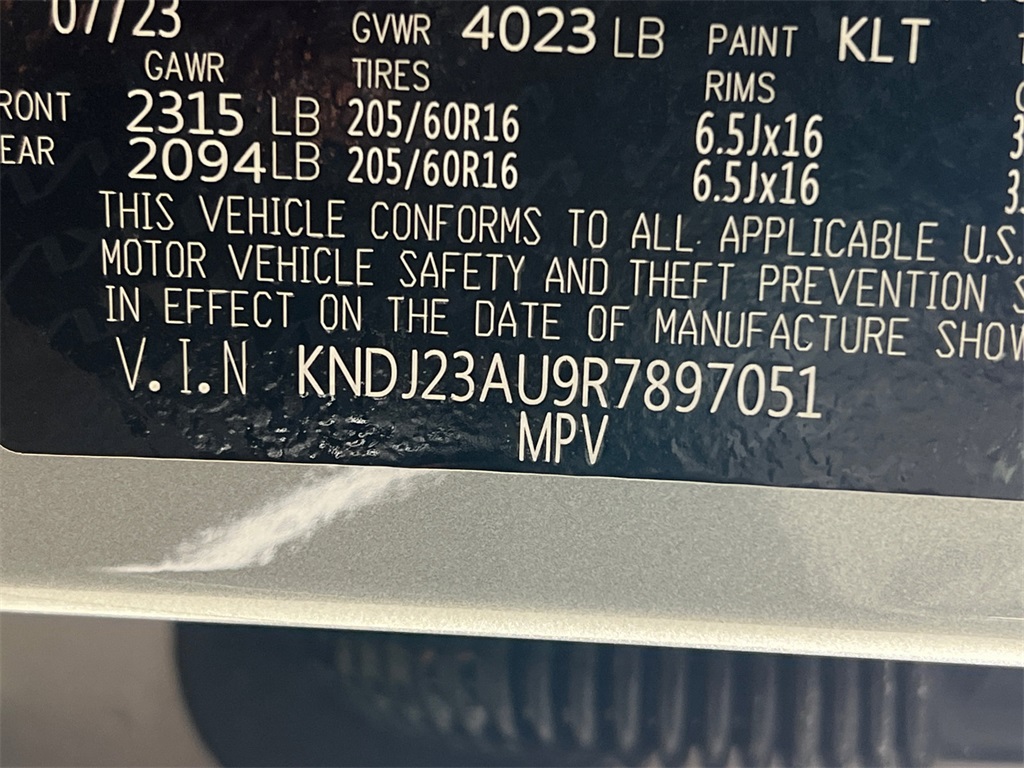 07/23 GVWR 4023 LB PAINT KLT
GAWR TIRES RIMS
RONT 2315 LB 205/60R16 6.5Jx16
EAR 2094 LB 205/60R16 6.5Jx16
THIS VEHICLE CONFORMS TO ALL APPLICABLE U.S.
MOTOR VEHICLE SAFETY AND THEFT PREVENTION S
IN EFFECT ON THE DATE OF MANUFACTURE SHOW
V.I.N KNDJ23AU9R7897051
MPV